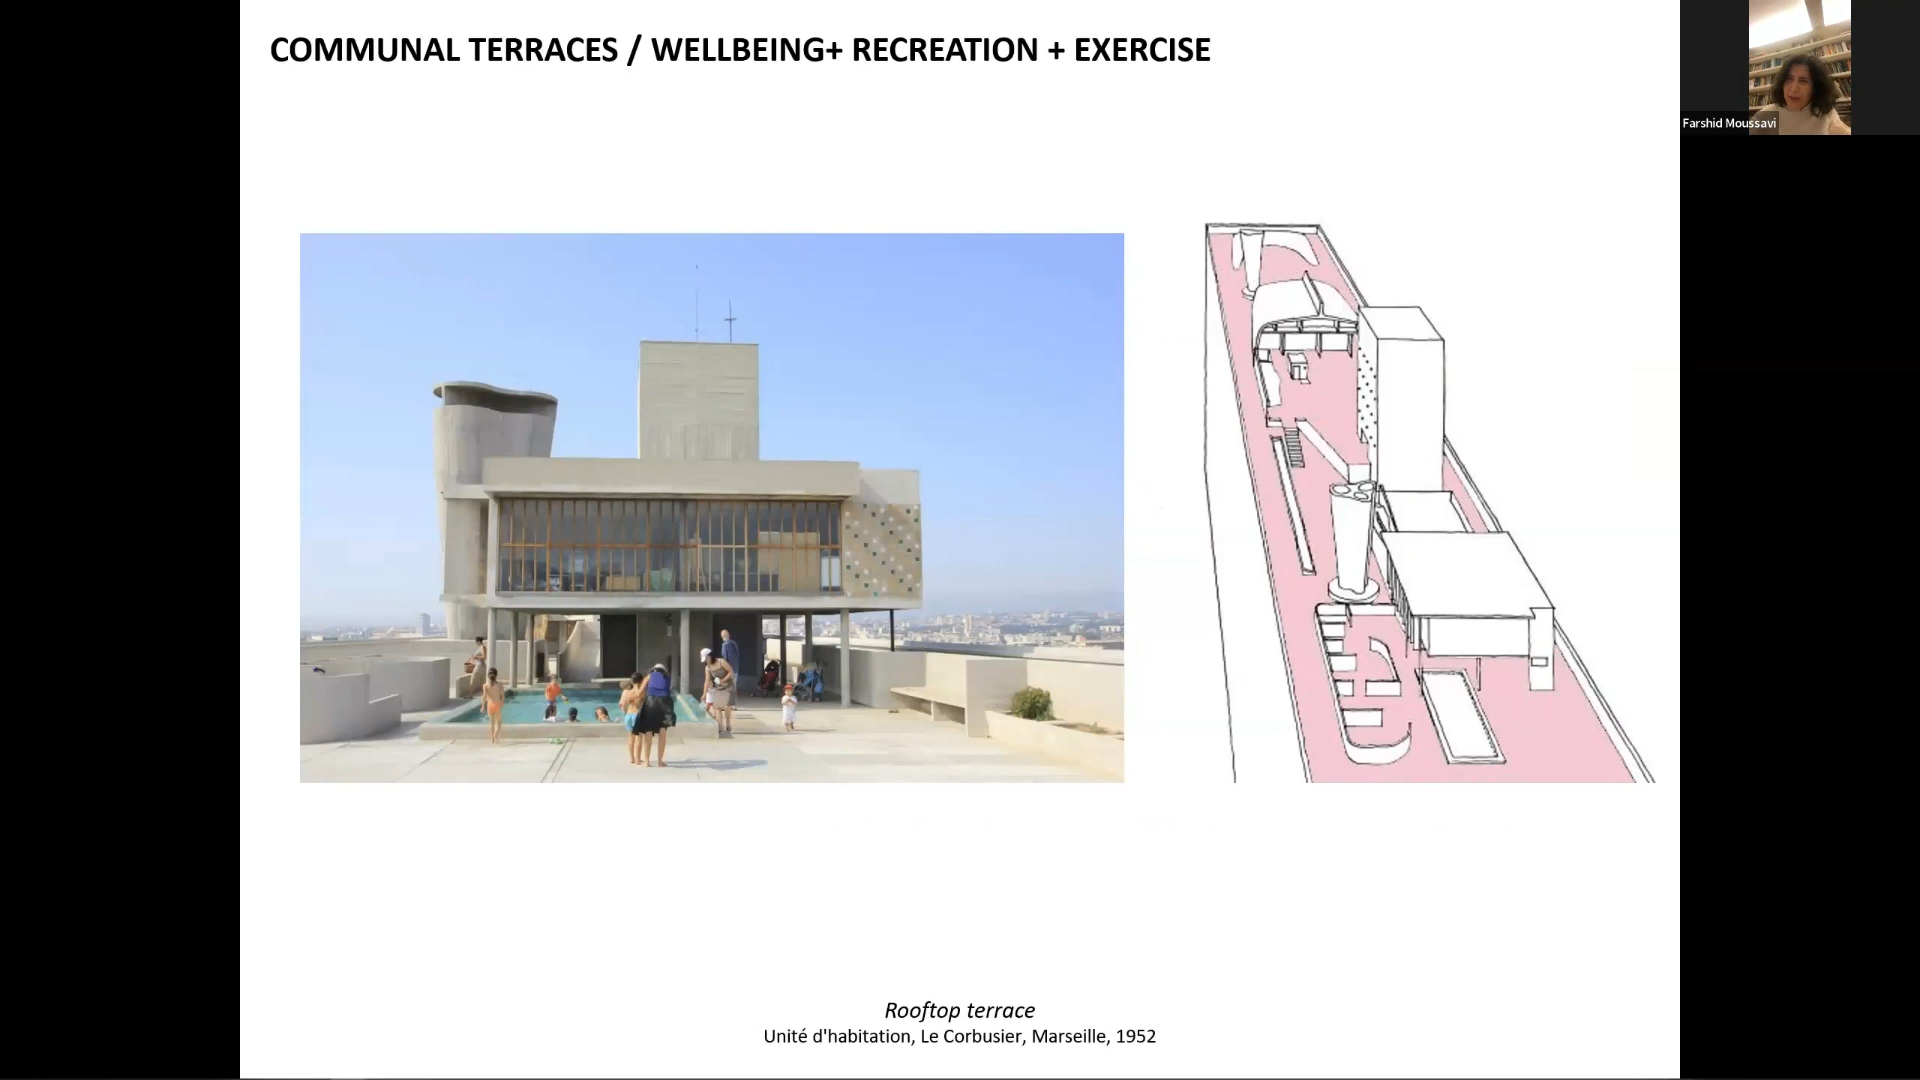 COMMUNAL TERRACES / WELLBEING+ RECREATION + EXERCISE
Farshid Moussavi
Rooftop terrace
Unité d'habitation, Le Corbusier, Marseille, 1952